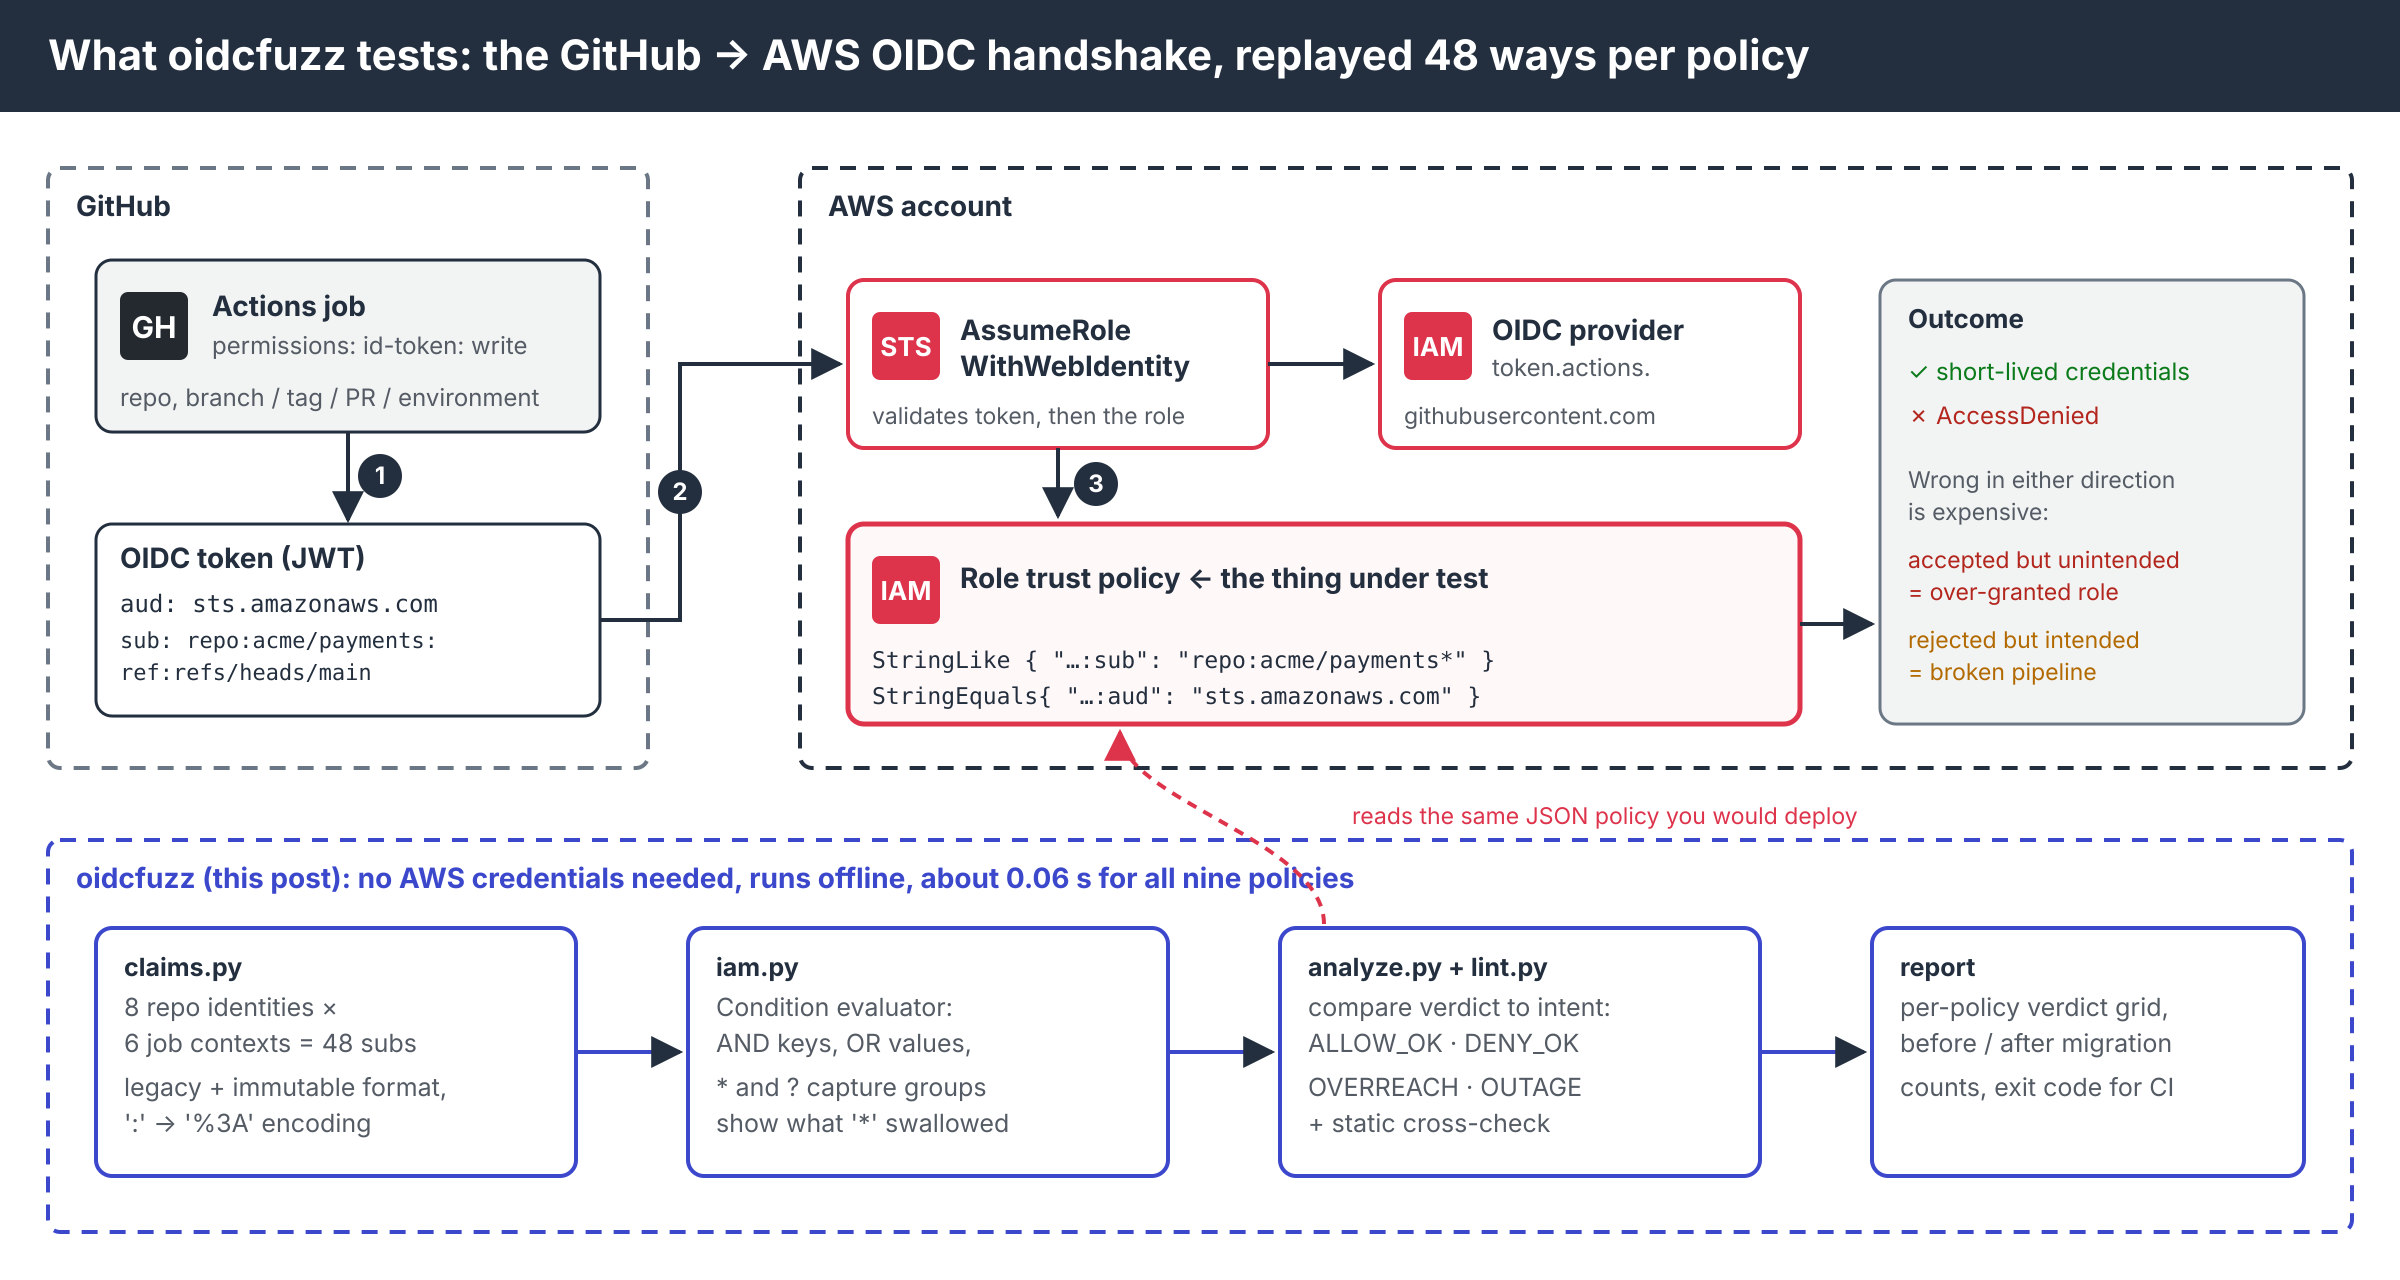 What oidcfuzz tests: the GitHub → AWS OIDC handshake, replayed 48 ways per policy
GitHub
GH
Actions job
permissions: id-token: write
repo, branch / tag / PR / environment
1
OIDC token (JWT)
aud: sts.amazonaws.com
sub: repo:acme/payments:
ref:refs/heads/main
2
AWS account
STS
AssumeRole
WithWebIdentity
validates token, then the role
IAM
OIDC provider
token.actions.
githubusercontent.com
3
IAM
Role trust policy ← the thing under test
StringLike { "…:sub": "repo:acme/payments*" }
StringEquals{ "…:aud": "sts.amazonaws.com" }
Outcome
✓ short-lived credentials
× AccessDenied
Wrong in either direction
is expensive:
accepted but unintended
= over-granted role
rejected but intended
= broken pipeline
reads the same JSON policy you would deploy
oidcfuzz (this post): no AWS credentials needed, runs offline, about 0.06 s for all nine policies
claims.py
8 repo identities ×
6 job contexts = 48 subs
legacy + immutable format,
':' → '%3A' encoding
iam.py
Condition evaluator:
AND keys, OR values,
* and ? capture groups
show what '*' swallowed
analyze.py + lint.py
compare verdict to intent:
ALLOW_OK · DENY_OK
OVERREACH · OUTAGE
+ static cross-check
report
per-policy verdict grid,
before / after migration
counts, exit code for CI